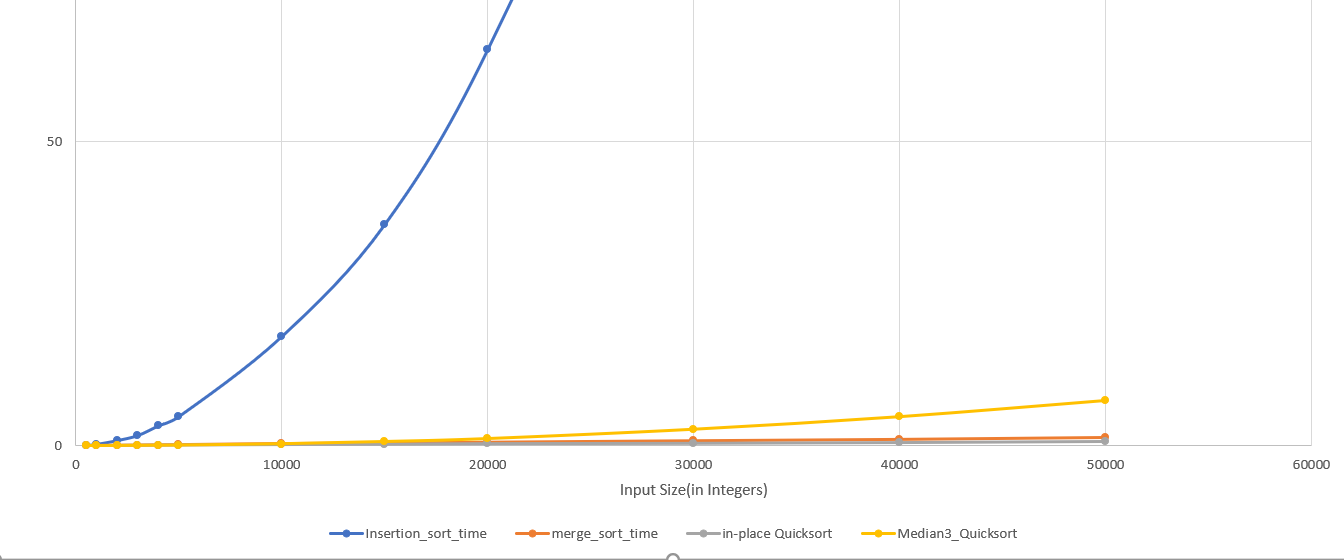 50
0
0 10000 20000 30000 40000 50000 60000
Input Size(in Integers)
Insertion_sort_time merge_sort_time in-place Quicksort Median3_Quicksort